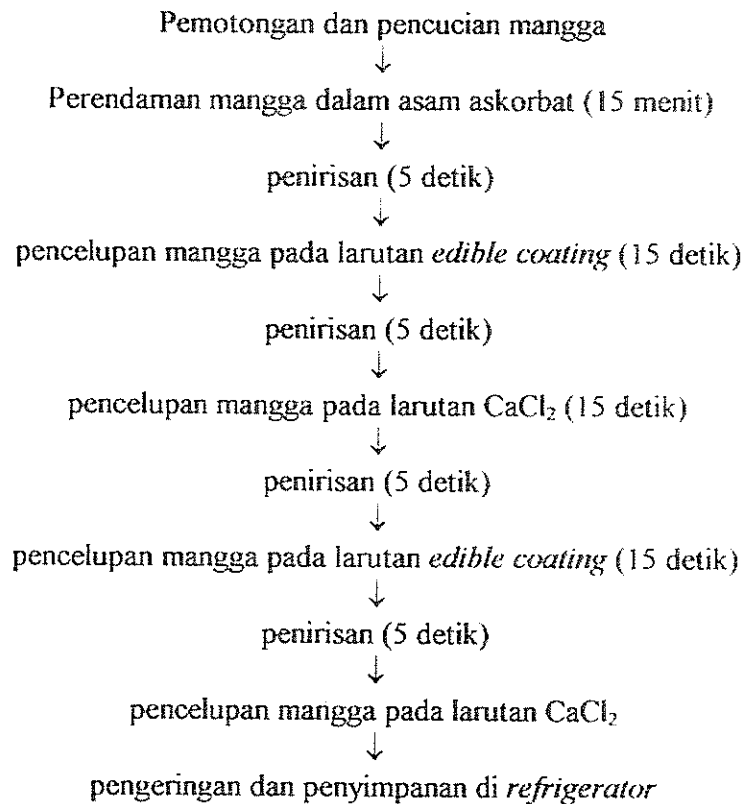 Pemotongan dan pencucian mangga
↓
Perendaman mangga dalam asam askorbat (15 menit)
↓
penirisan (5 detik)
↓
pencelupan mangga pada larutan edible coating (15 detik)
↓
penirisan (5 detik)
↓
pencelupan mangga pada larutan CaCl₂ (15 detik)
↓
penirisan (5 detik)
↓
pencelupan mangga pada larutan edible coating (15 detik)
↓
penirisan (5 detik)
↓
pencelupan mangga pada larutan CaCl₂
↓
pengeringan dan penyimpanan di refrigerator